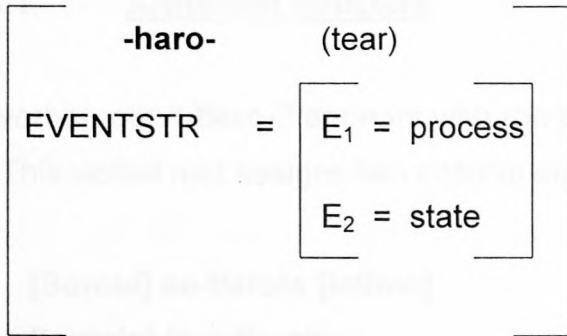 -haro- (tear)
EVENTSTR = E₁ = process
E₂ = state